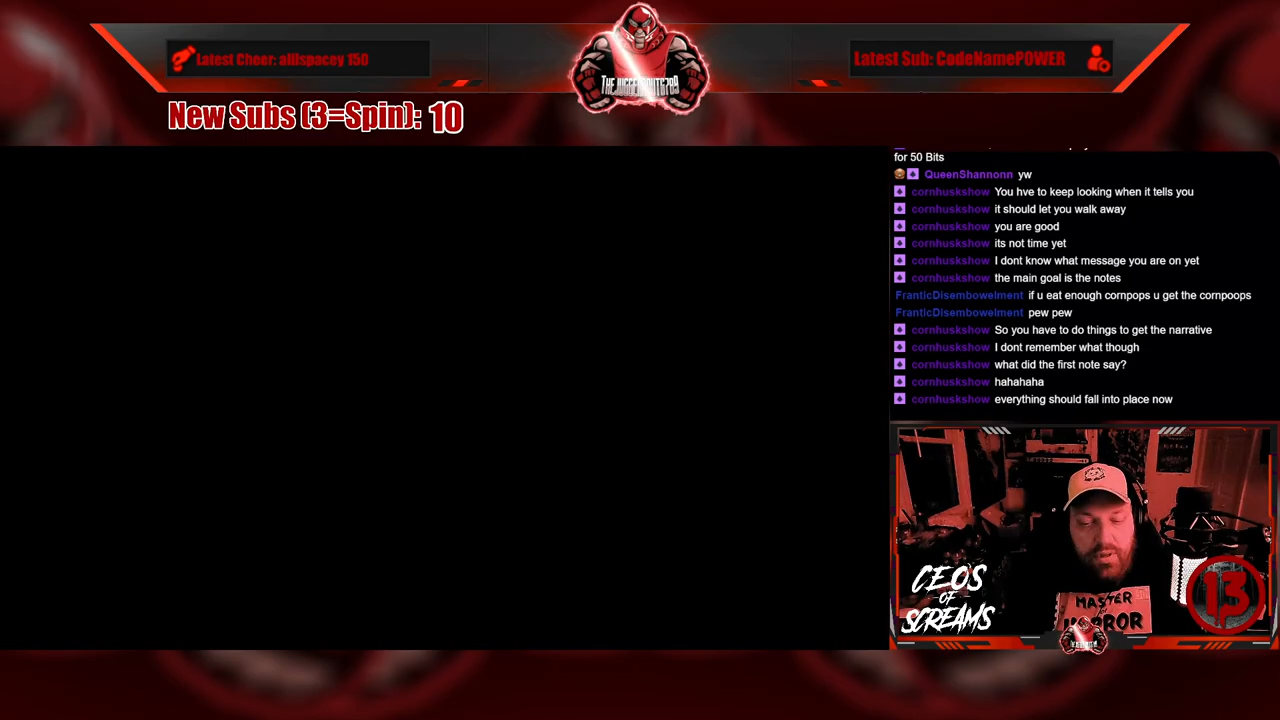 Latest Cheer: allispacey 150
THEJUGGERNAUT6789
Latest Sub: CodeNamePOWER
New Subs (3=Spin): 10
for 50 Bits
QueenShannonn yw
cornhuskshow You hve to keep looking when it tells you
cornhuskshow it should let you walk away
cornhuskshow you are good
cornhuskshow its not time yet
cornhuskshow I dont know what message you are on yet
cornhuskshow the main goal is the notes
FranticDisembowelment if u eat enough cornpops u get the cornpoops
FranticDisembowelment pew pew
cornhuskshow So you have to do things to get the narrative
cornhuskshow I dont remember what though
cornhuskshow what did the first note say?
cornhuskshow hahahaha
cornhuskshow everything should fall into place now
CEOS
OF
SCREAMS
MASTER
OF
HORROR
13